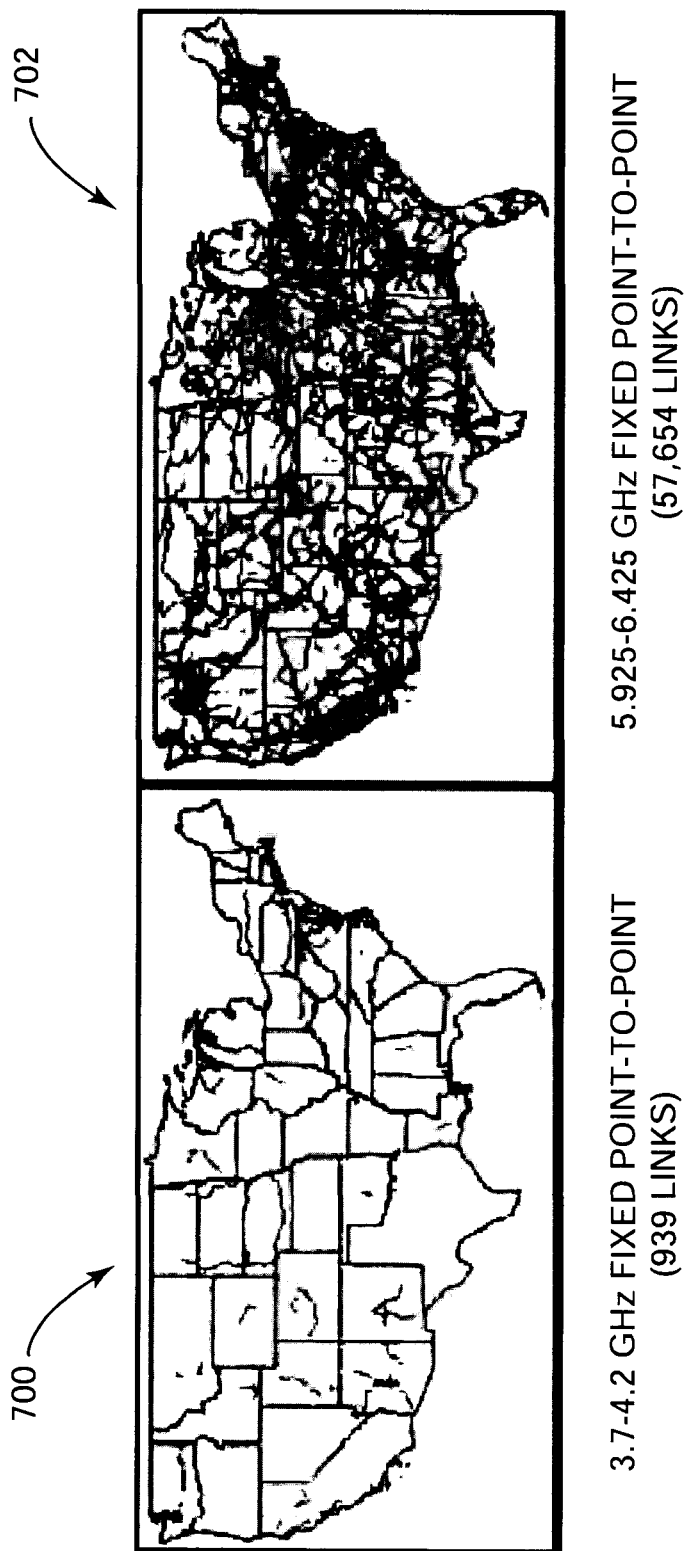 700
702
3.7-4.2 GHz FIXED POINT-TO-POINT
(939 LINKS)
5.925-6.425 GHz FIXED POINT-TO-POINT
(57,654 LINKS)